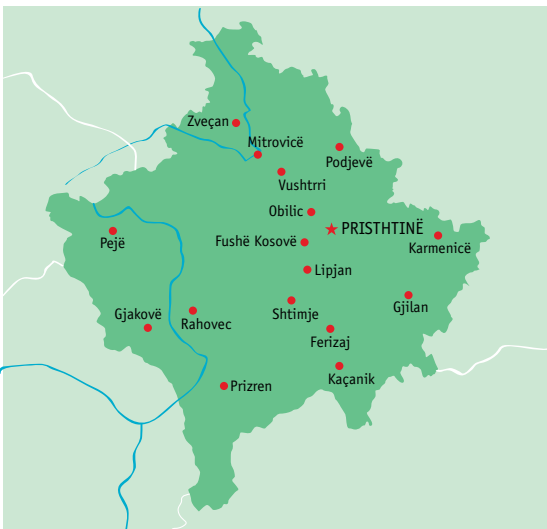 Zveçan
Mitrovicë
Podjevë
Vushtrri
Obilic
PRISHTINË
Fushë Kosovë
Karmenicë
Pejë
Lipjan
Gjilan
Shtimje
Gjakovë
Rahovec
Ferizaj
Kaçanik
Prizren